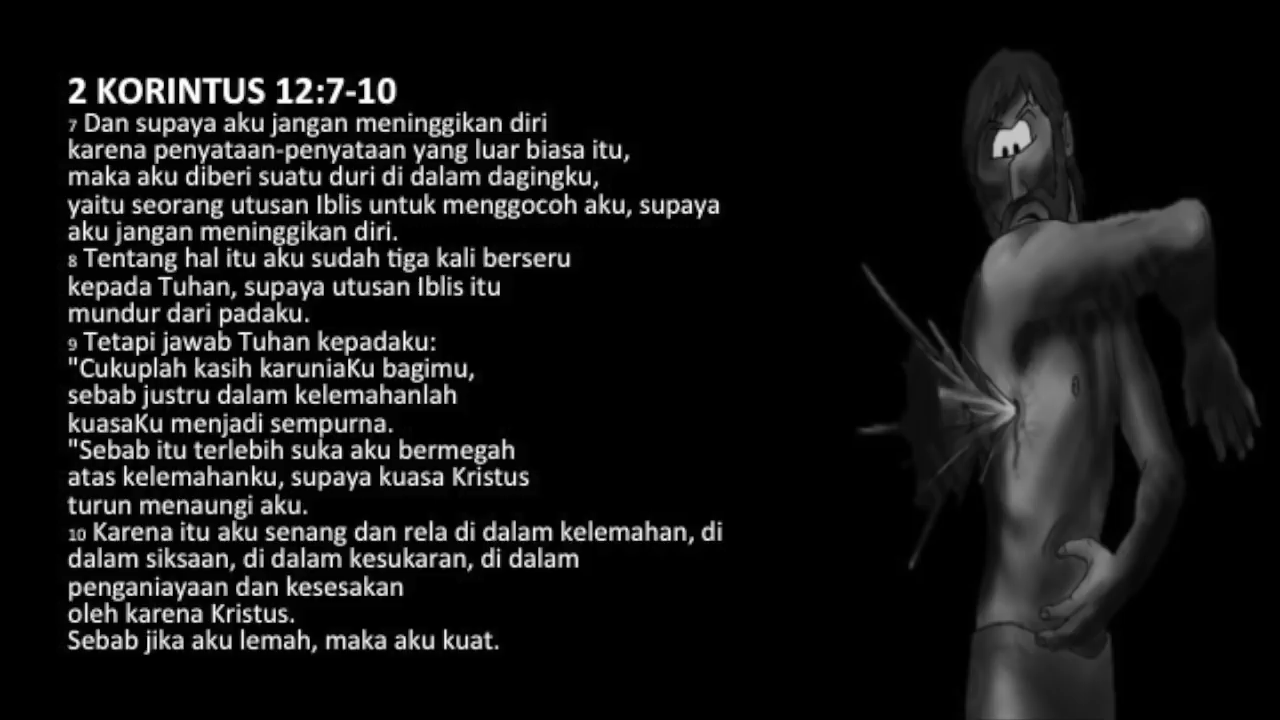 2 KORINTUS 12:7-10
7 Dan supaya aku jangan meninggikan diri
karena penyataan-penyataan yang luar biasa itu,
maka aku diberi suatu duri di dalam dagingku,
yaitu seorang utusan Iblis untuk menggocoh aku, supaya
aku jangan meninggikan diri.
8 Tentang hal itu aku sudah tiga kali berseru
kepada Tuhan, supaya utusan Iblis itu
mundur dari padaku.
9 Tetapi jawab Tuhan kepadaku:
"Cukuplah kasih karuniaKu bagimu,
sebab justru dalam kelemahanlah
kuasaKu menjadi sempurna.
"Sebab itu terlebih suka aku bermegah
atas kelemahanku, supaya kuasa Kristus
turun menaungi aku.
10 Karena itu aku senang dan rela di dalam kelemahan, di
dalam siksaan, di dalam kesukaran, di dalam
penganiayaan dan kesesakan
oleh karena Kristus.
Sebab jika aku lemah, maka aku kuat.